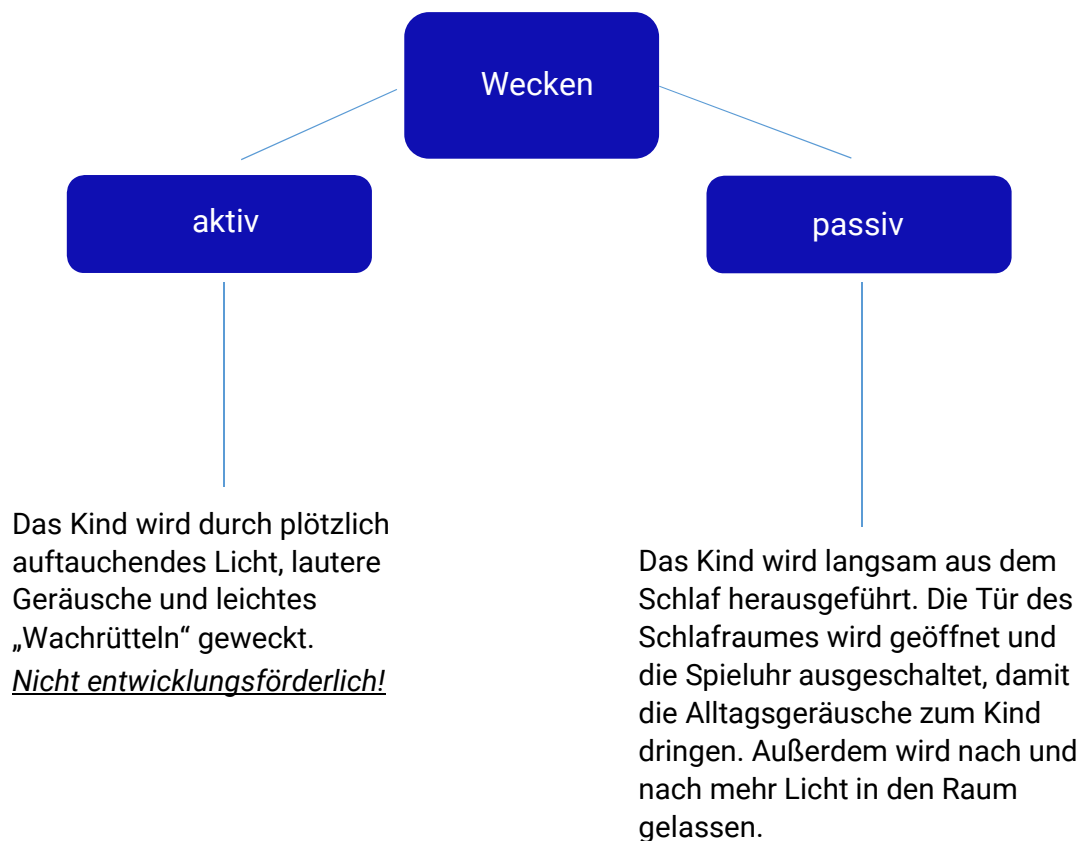 Wecken
aktiv
passiv
Das Kind wird durch plötzlich
auftauchendes Licht, lautere
Geräusche und leichtes
„Wachrütteln“ geweckt.
Nicht entwicklungsförderlich!
Das Kind wird langsam aus dem
Schlaf herausgeführt. Die Tür des
Schlafraumes wird geöffnet und
die Spieluhr ausgeschaltet, damit
die Alltagsgeräusche zum Kind
dringen. Außerdem wird nach und
nach mehr Licht in den Raum
gelassen.